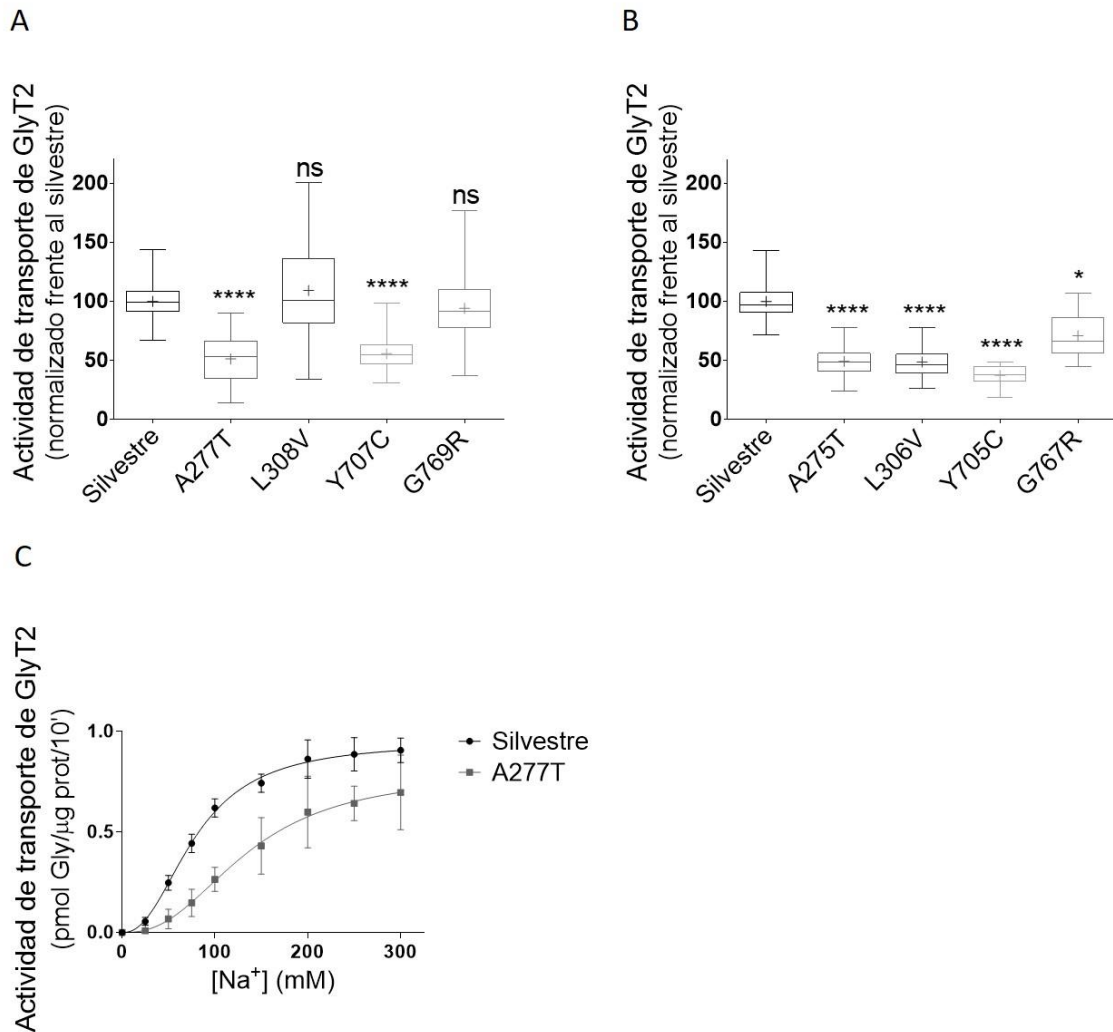 A
Actividad de transporte de GlyT2
(normalizado frente al silvestre)
200
150
100
50
0
****
ns
****
ns
Silvestre
A277T
L308V
Y707C
G769R
B
Actividad de transporte de GlyT2
(normalizado frente al silvestre)
200
150
100
50
0
****
****
****
*
Silvestre
A275T
L306V
Y705C
G767R
C
Actividad de transporte de GlyT2
(pmol Gly/µg prot/10')
1.0
0.5
0.0
0
100
200
300
[Na⁺] (mM)
Silvestre
A277T